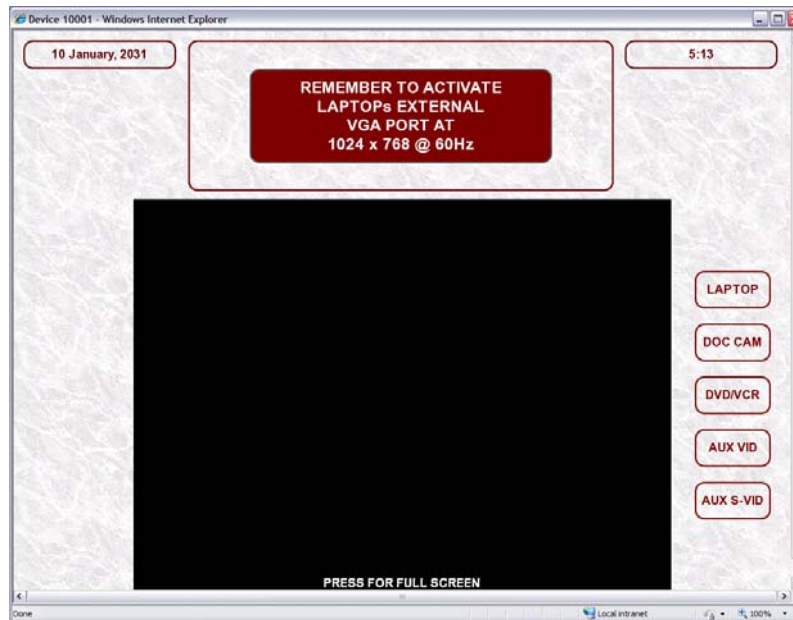 Device 10001 - Windows Internet Explorer
10 January, 2031
5:13
REMEMBER TO ACTIVATE
LAPTOPs EXTERNAL
VGA PORT AT
1024 x 768 @ 60Hz
LAPTOP
DOC CAM
DVD/VCR
AUX VID
AUX S-VID
PRESS FOR FULL SCREEN
Done
Local intranet
100%